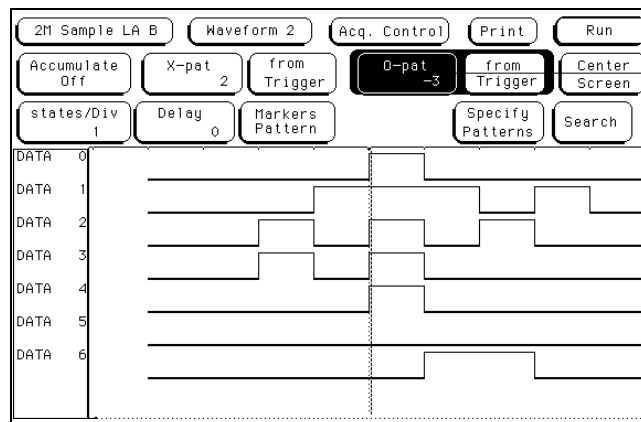 2M Sample LA B Waveform 2 Acq. Control Print Run
Accumulate Off X-pat 2 from Trigger O-pat -3 from Trigger Center Screen
states/Div 1 Delay 0 Markers Pattern Specify Patterns Search
DATA 0
DATA 1
DATA 2
DATA 3
DATA 4
DATA 5
DATA 6